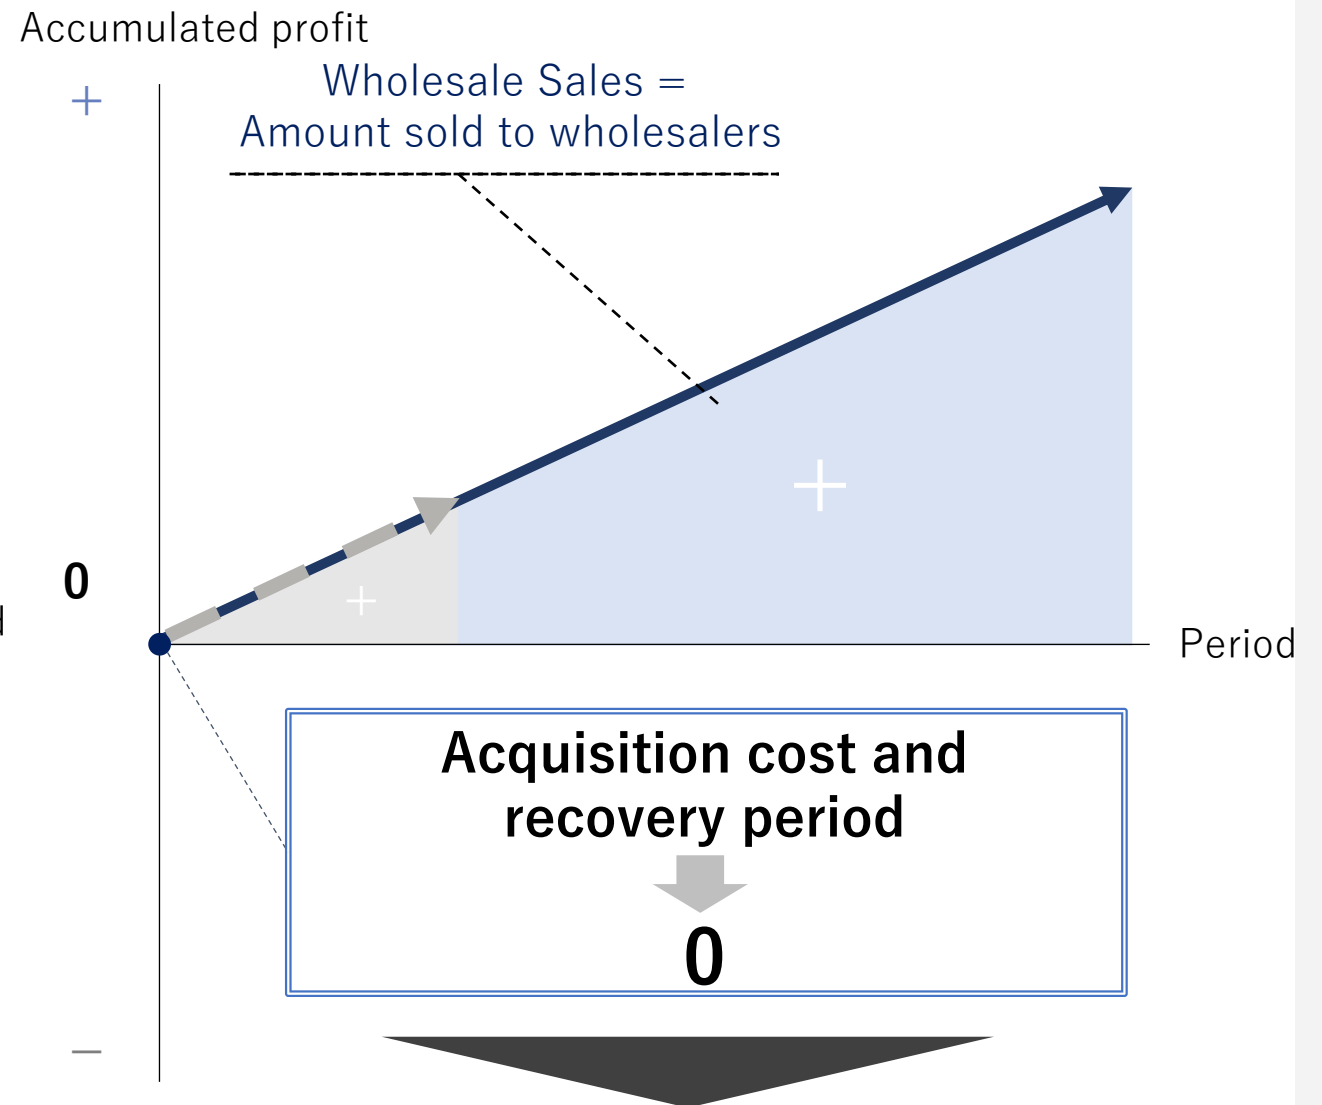 Accumulated profit
+
Wholesale Sales =
Amount sold to wholesalers
+
+
0
Period
Acquisition cost and
recovery period
0
−